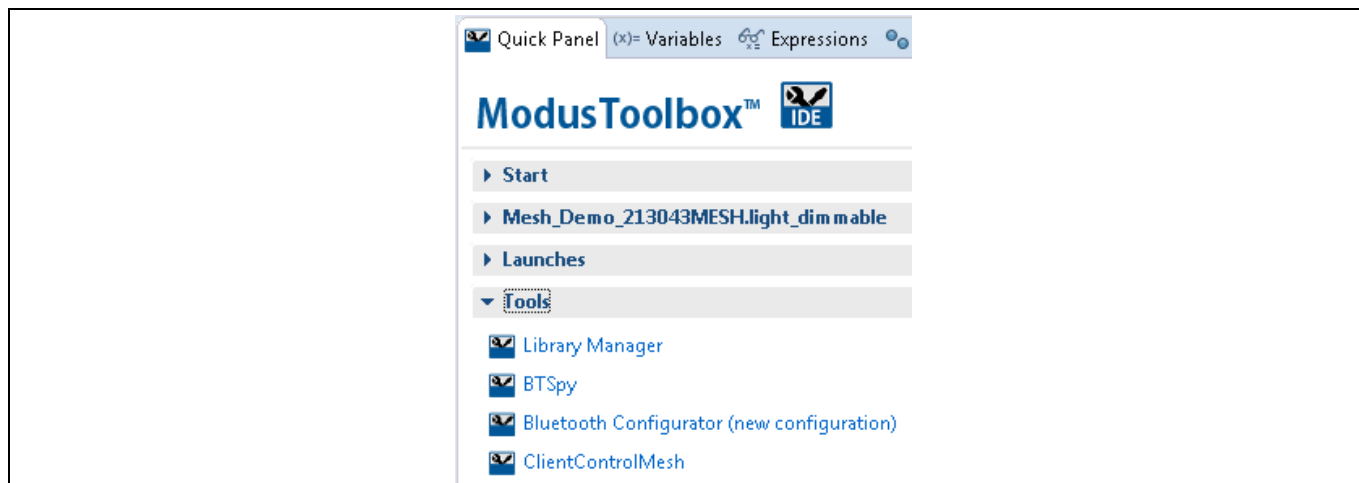 Quick Panel (x)= Variables Expressions
ModusToolbox™ IDE
Start
Mesh_Demo_213043MESH.light_dimmable
Launches
Tools
Library Manager
BTSpy
Bluetooth Configurator (new configuration)
ClientControlMesh